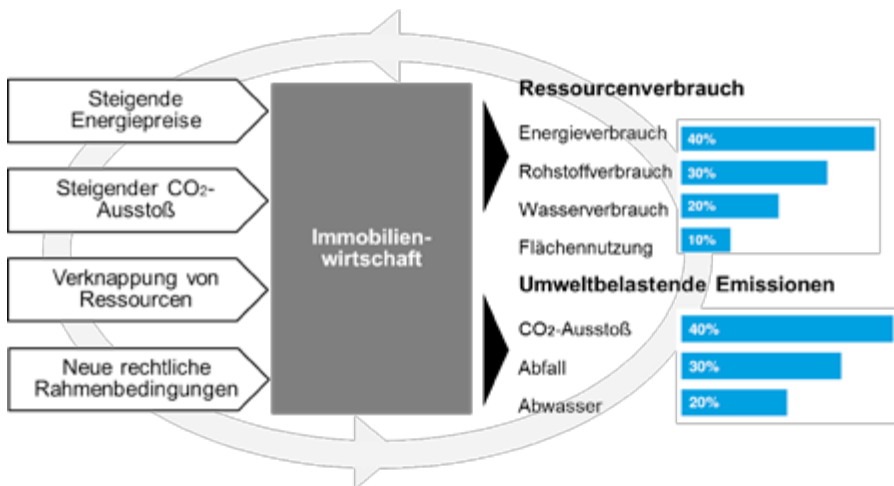 Steigende
Energiepreise
Steigender CO₂-
Ausstoß
Verknappung von
Ressourcen
Neue rechtliche
Rahmenbedingungen
Immobilien-
wirtschaft
Ressourcenverbrauch
Energieverbrauch 40%
Rohstoffverbrauch 30%
Wasserverbrauch 20%
Flächennutzung 10%
Umweltbelastende Emissionen
CO₂-Ausstoß 40%
Abfall 30%
Abwasser 20%